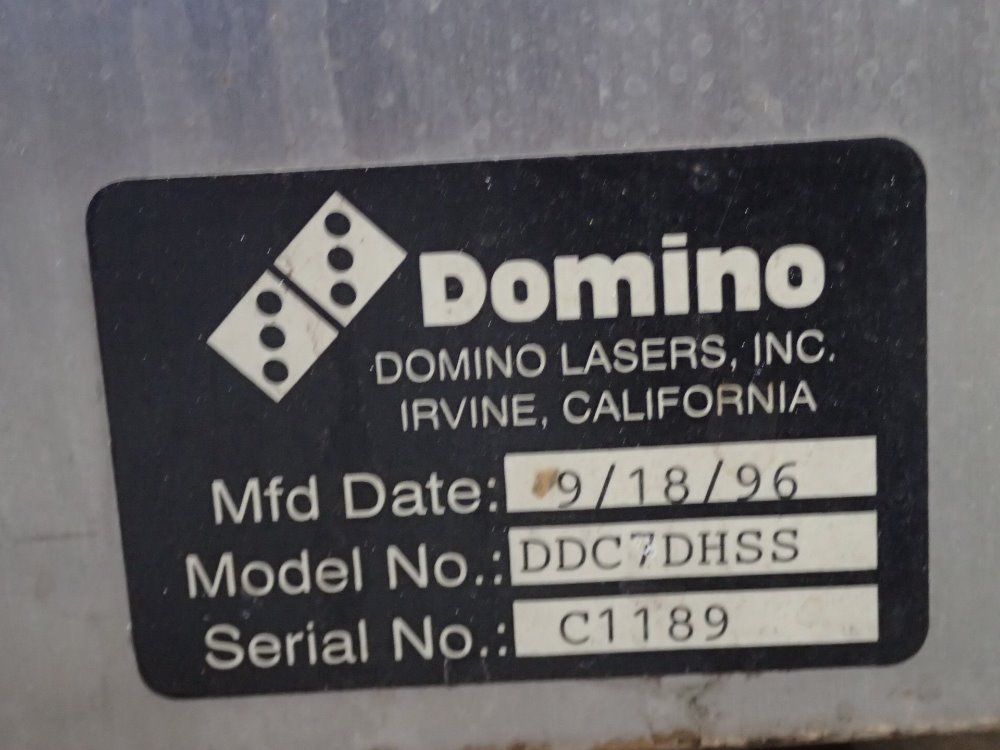 Domino
DOMINO LASERS, INC.
IRVINE, CALIFORNIA
Mfd Date: 9/18/96
Model No.: DDC7DHSS
Serial No.: C1189